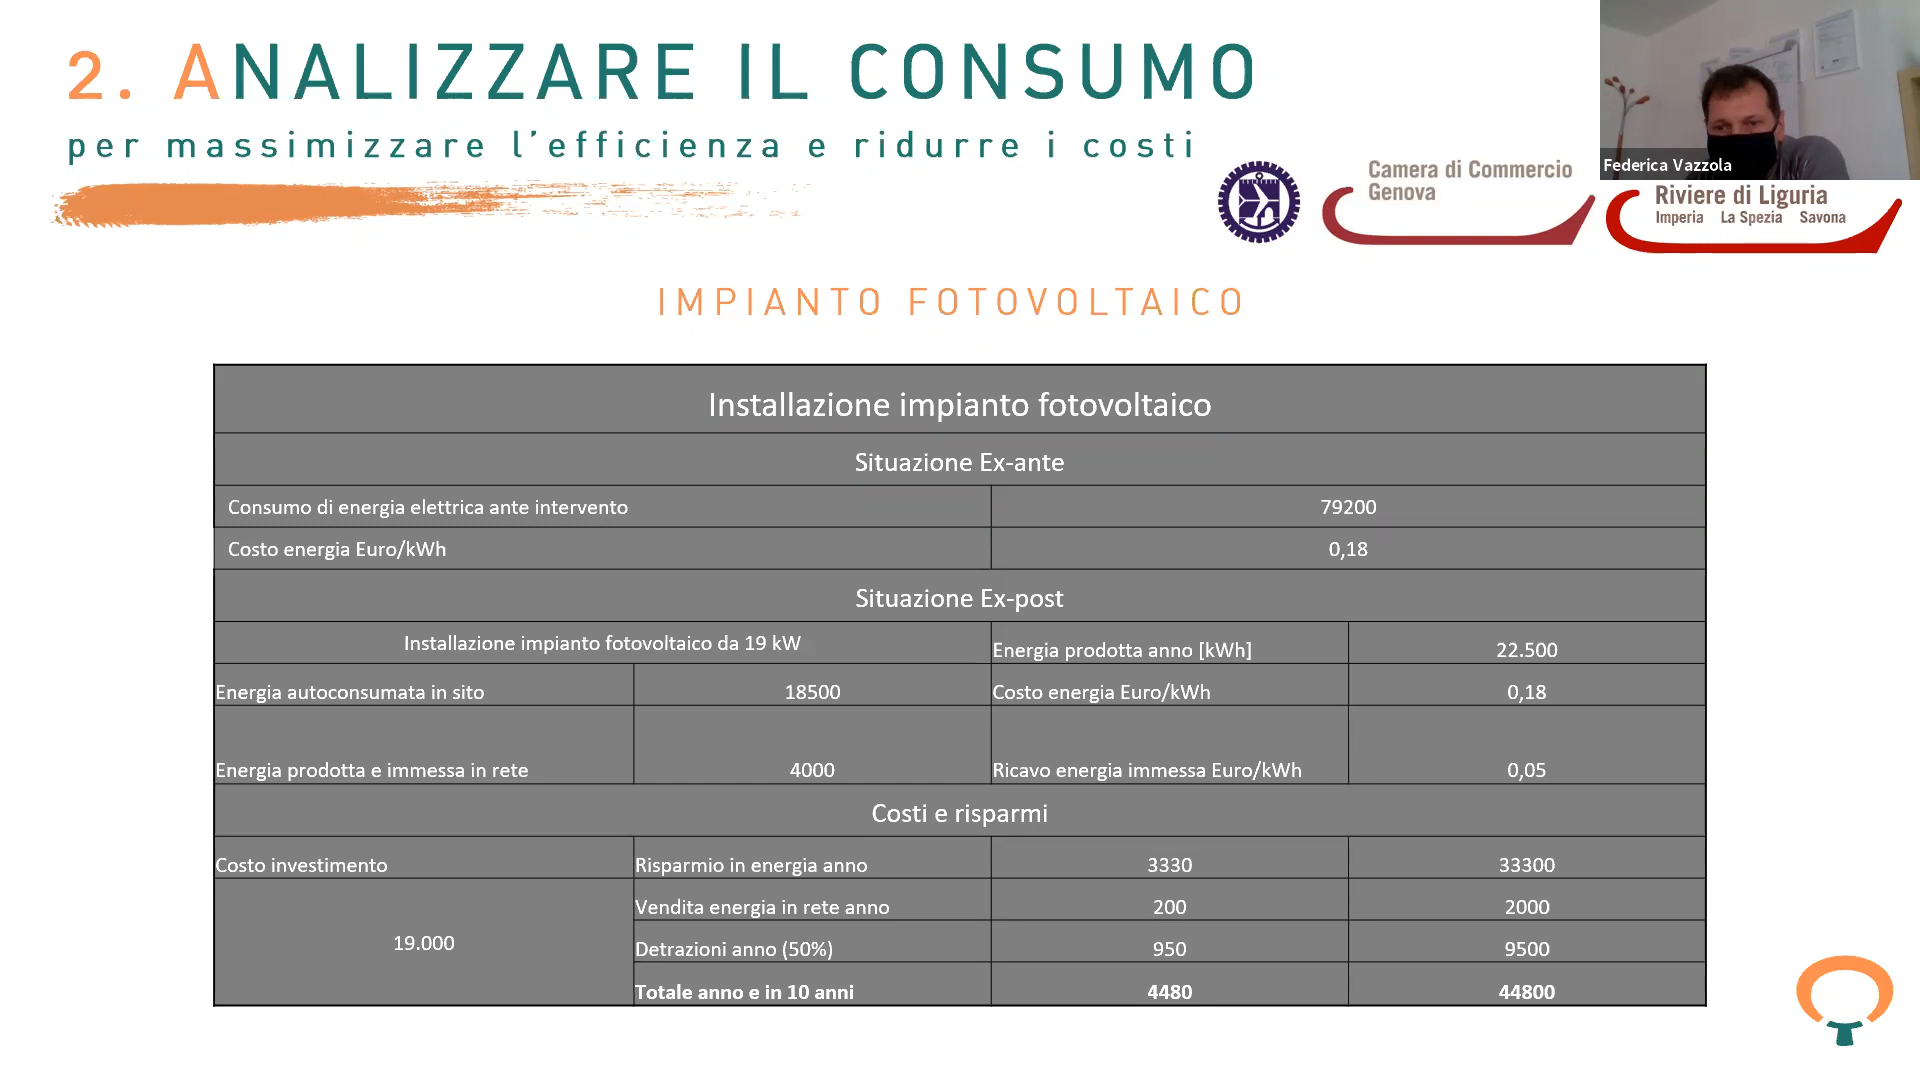 2. ANALIZZARE IL CONSUMO
per massimizzare l'efficienza e ridurre i costi
Federica Vazzola
Camera di Commercio
Genova
Riviere di Liguria
Imperia La Spezia Savona
IMPIANTO FOTOVOLTAICO
Installazione impianto fotovoltaico
Situazione Ex-ante
Consumo di energia elettrica ante intervento 79200
Costo energia Euro/kWh 0,18
Situazione Ex-post
Installazione impianto fotovoltaico da 19 kW Energia prodotta anno [kWh] 22.500
Energia autoconsumata in sito 18500 Costo energia Euro/kWh 0,18
Energia prodotta e immessa in rete 4000 Ricavo energia immessa Euro/kWh 0,05
Costi e risparmi
Costo investimento Risparmio in energia anno 3330 33300
Vendita energia in rete anno 200 2000
19.000
Detrazioni anno (50%) 950 9500
Totale anno e in 10 anni 4480 44800